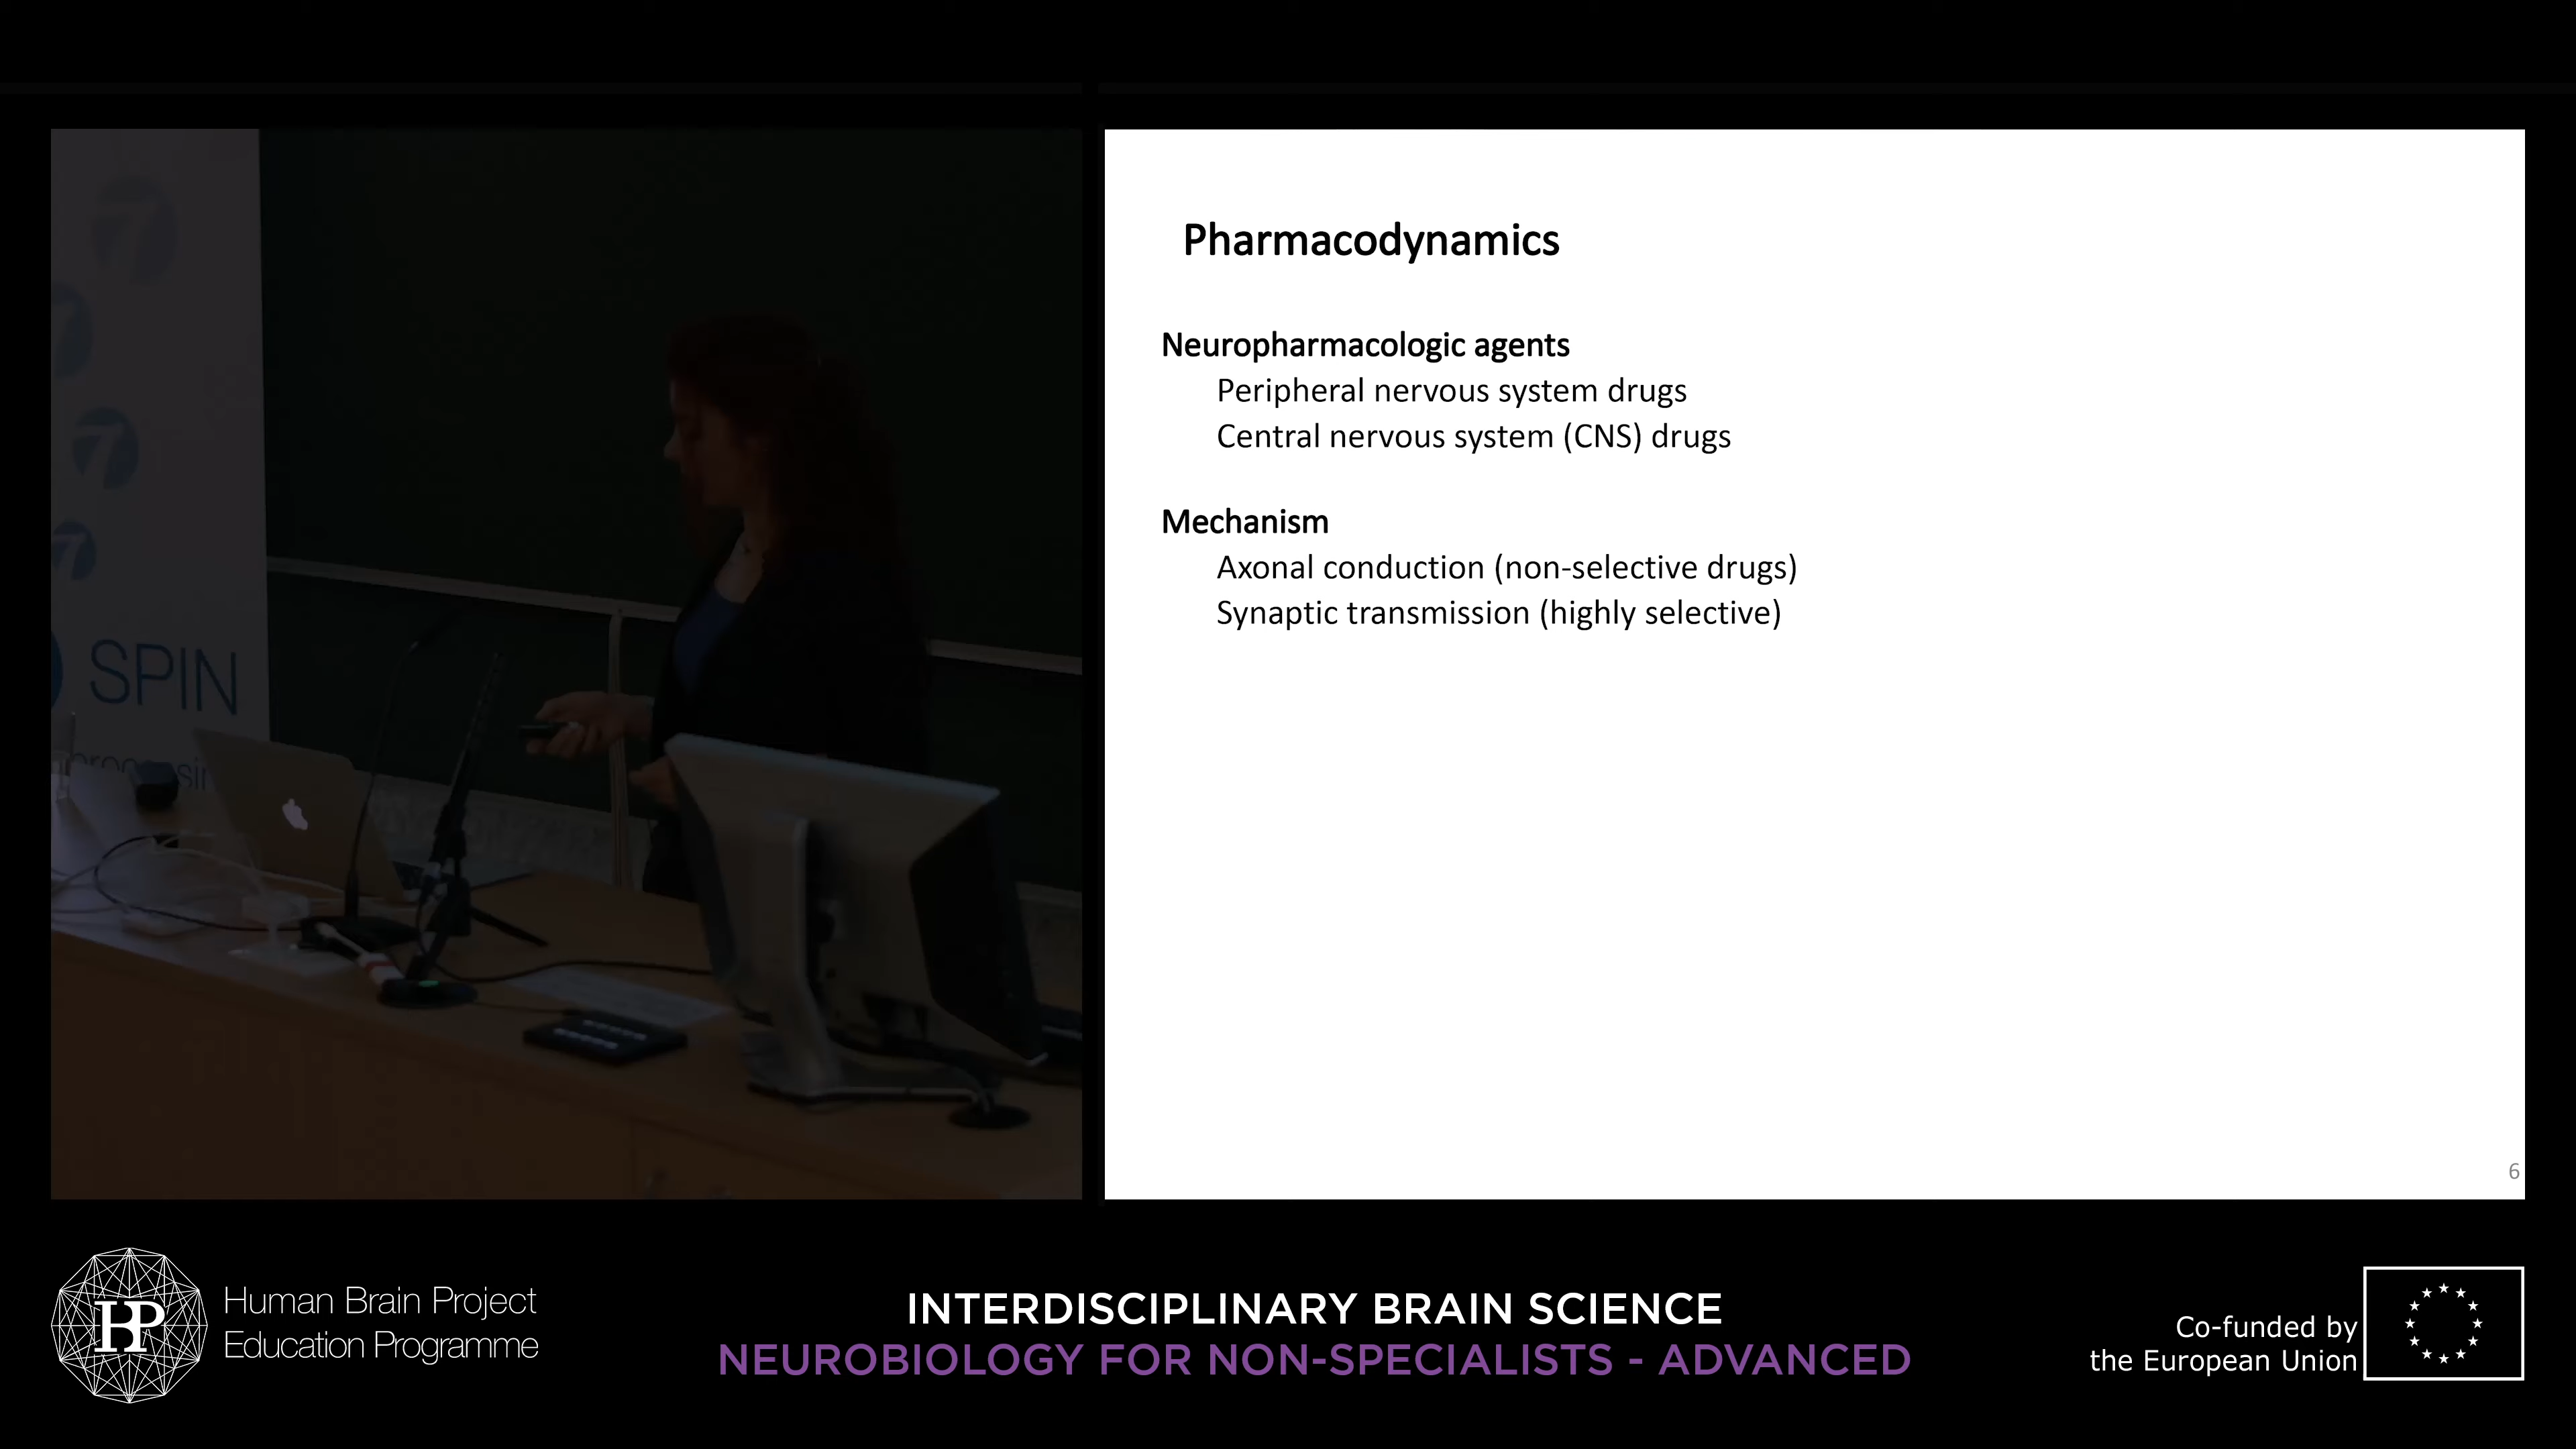 SPIN
Pharmacodynamics
Neuropharmacologic agents
Peripheral nervous system drugs
Central nervous system (CNS) drugs
Mechanism
Axonal conduction (non-selective drugs)
Synaptic transmission (highly selective)
6
HBP
Human Brain Project
Education Programme
INTERDISCIPLINARY BRAIN SCIENCE
NEUROBIOLOGY FOR NON-SPECIALISTS - ADVANCED
Co-funded by
the European Union